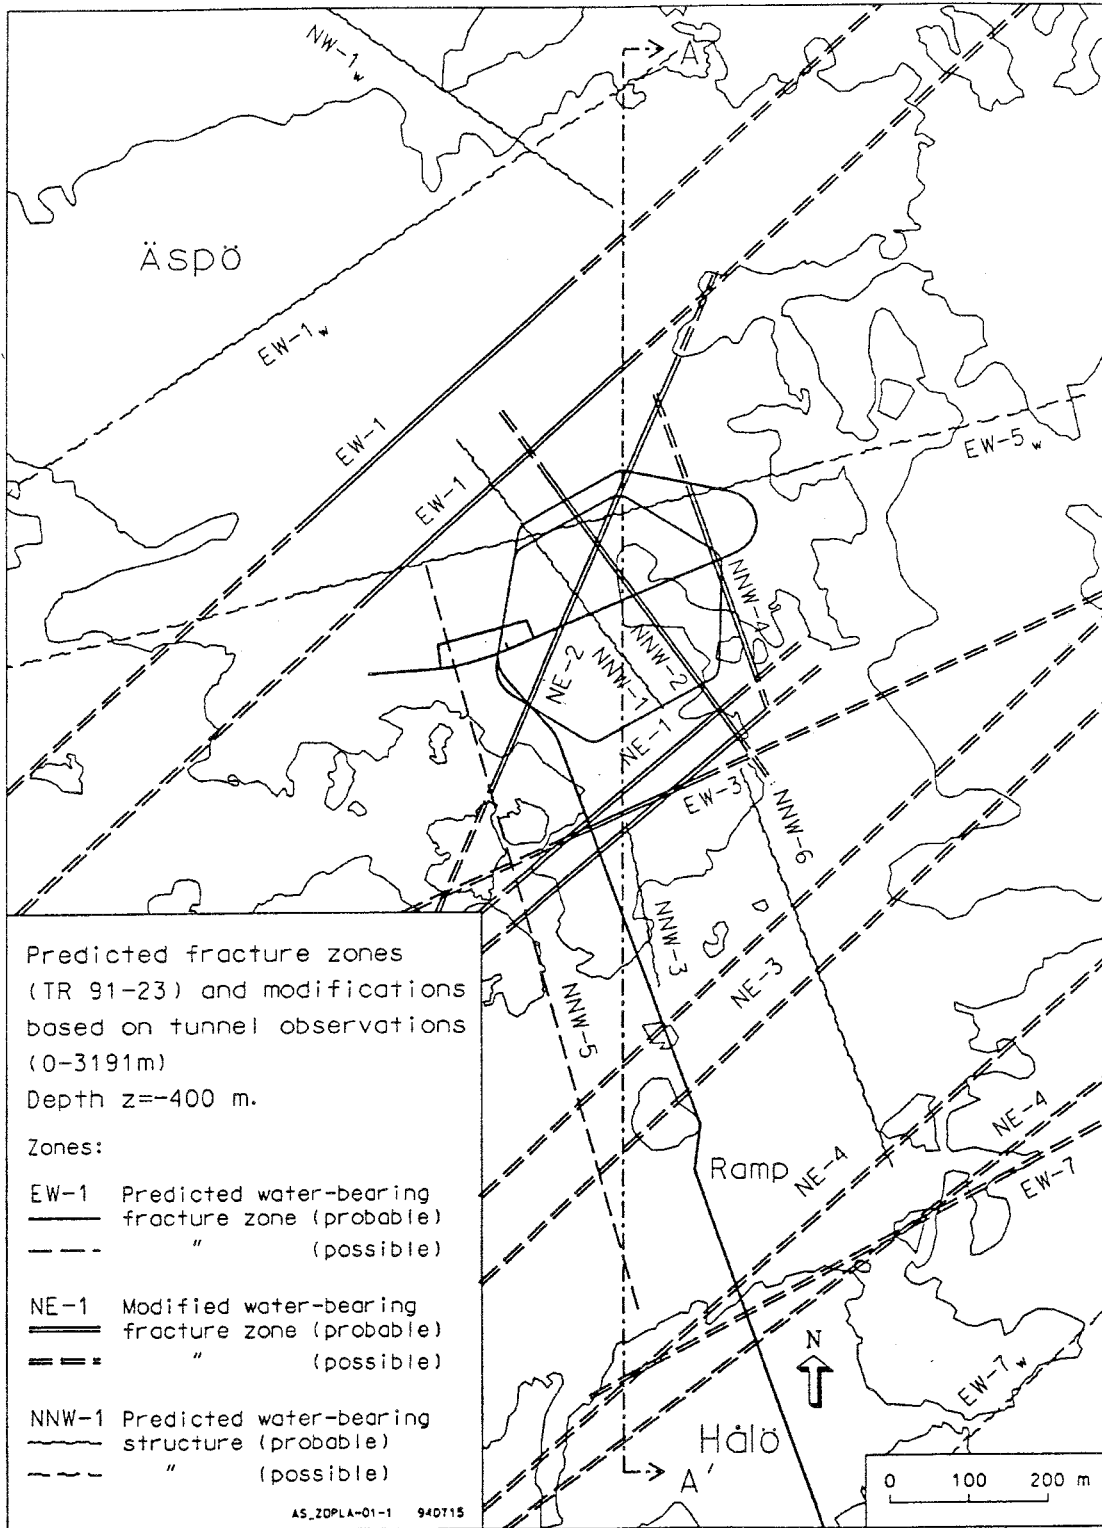 NW-1w
A
Äspö
EW-1w
EW-1
EW-1
EW-5w
NNW-4
NNW-2
NNW-1
NE-2
NE-1
EW-3
NNW-6
NNW-3
NE-3
NNW-5
Predicted fracture zones
(TR 91-23) and modifications
based on tunnel observations
(0-3191m)
Depth z=-400 m.
Zones:
EW-1 Predicted water-bearing
fracture zone (probable)
" (possible)
NE-1 Modified water-bearing
fracture zone (probable)
" (possible)
NNW-1 Predicted water-bearing
structure (probable)
" (possible)
AS_ZOPLA-01-1 940715
Ramp
NE-4
NE-4
EW-7
N
EW-7w
Hålö
A'
0 100 200 m